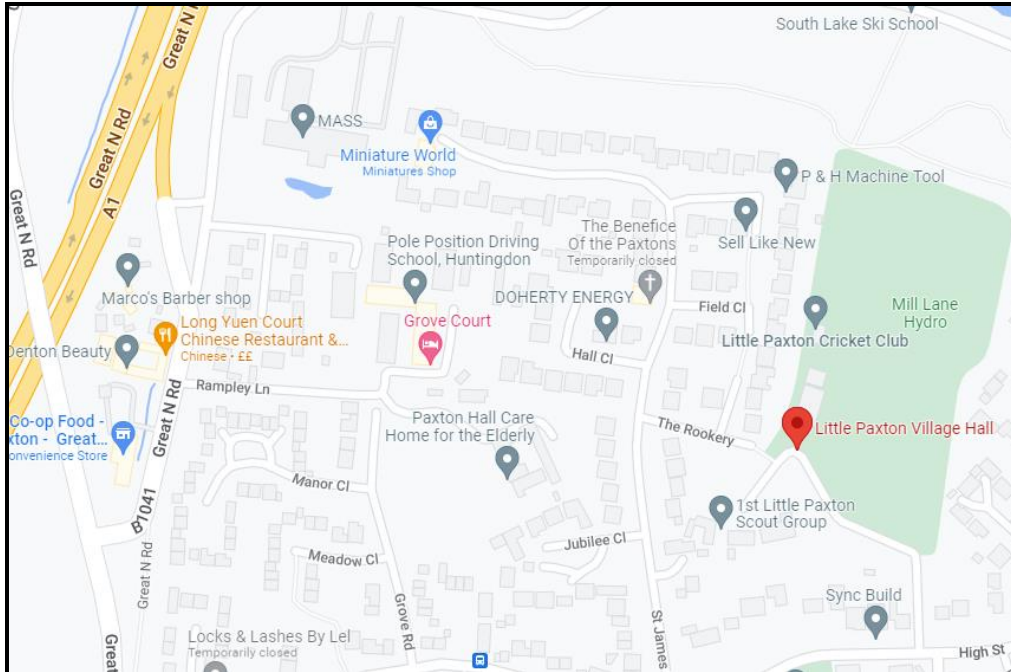 South Lake Ski School
Great N Rd
Great N Rd
A1
Great N Rd
MASS
Miniature World
Miniatures Shop
P & H Machine Tool
The Benefice
Of the Paxtons
Temporarily closed
Sell Like New
Pole Position Driving
School, Huntingdon
Marco's Barber shop
DOHERTY ENERGY
Field Cl
Mill Lane
Hydro
Long Yuen Court
Chinese Restaurant &...
Chinese · ££
Grove Court
Little Paxton Cricket Club
Denton Beauty
Hall Cl
Rampley Ln
Great N Rd
Co-op Food -
xton - Great...
onvenience Store
Paxton Hall Care
Home for the Elderly...
The Rookery
Little Paxton Village Hall
Manor Cl
1st Little Paxton
Scout Group
B1041
Jubilee Cl
Meadow Cl
Great N Rd
Grove Rd
Sync Build
St James
Locks & Lashes By Lel
Temporarily closed
High St
Great